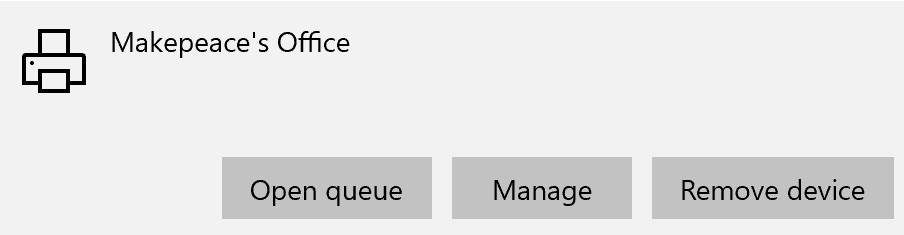 Makepeace's Office
Open queue Manage Remove device